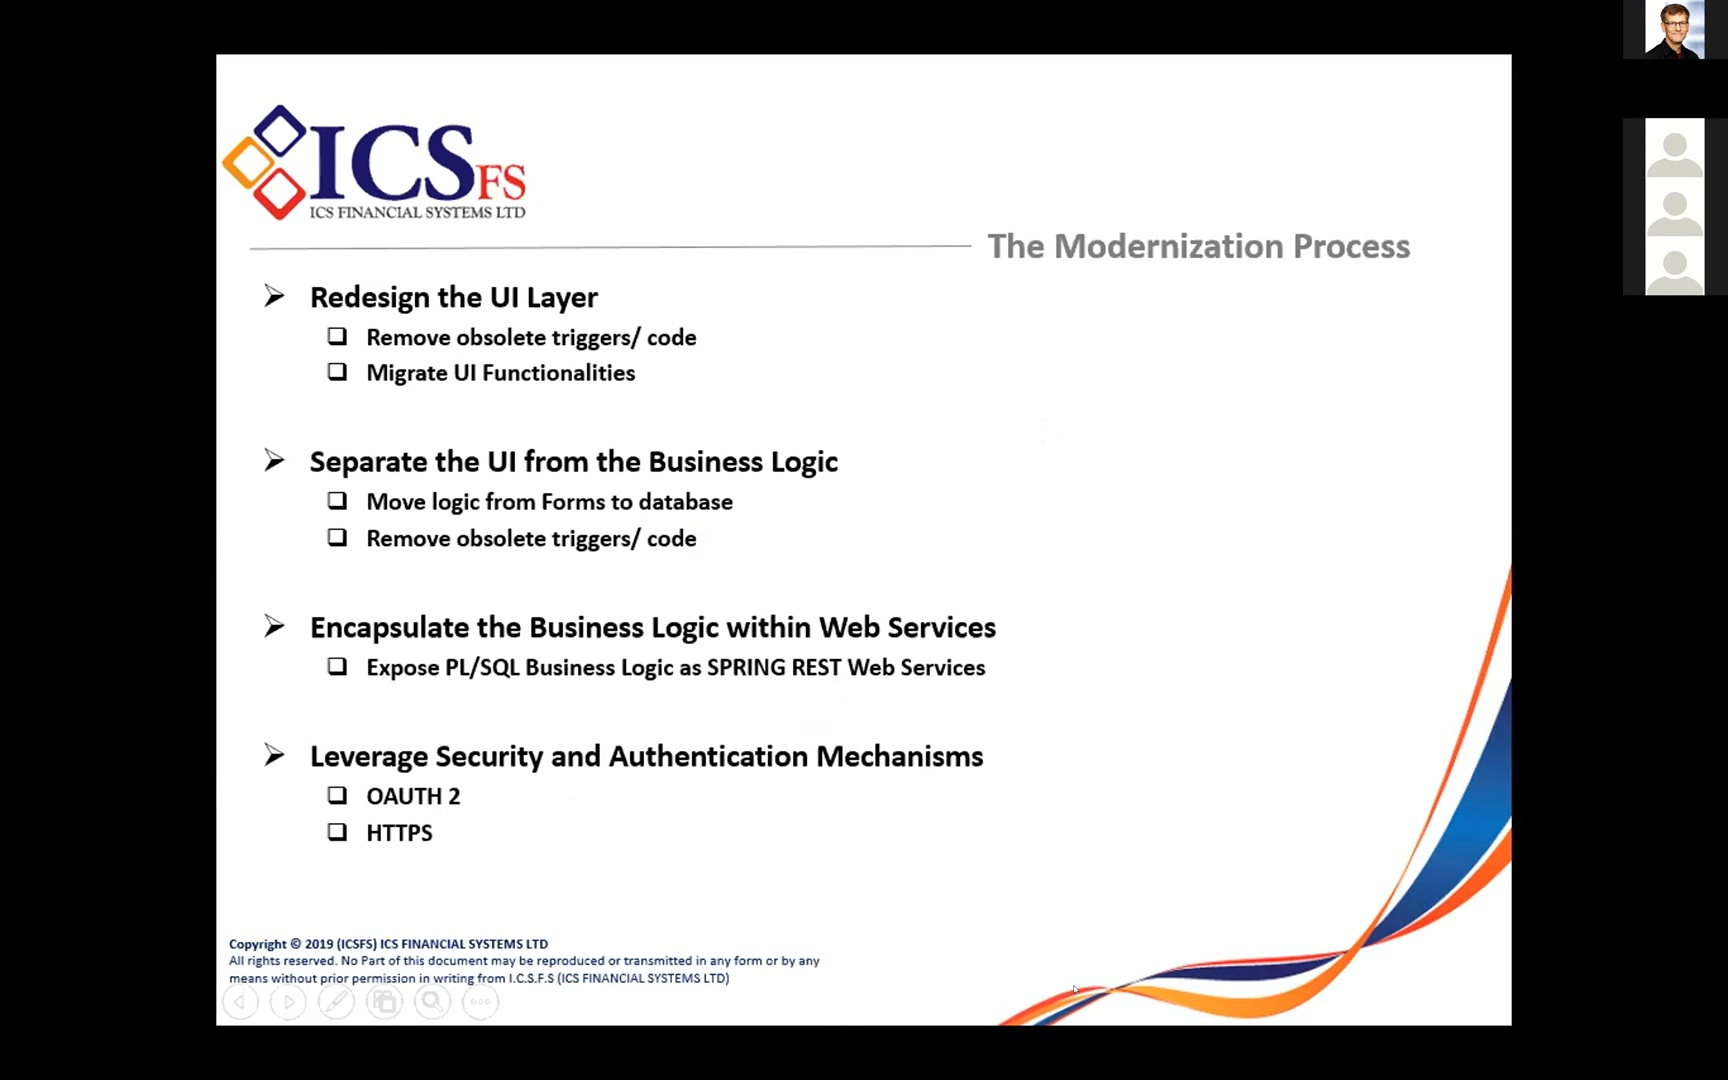 ICSFS
ICS FINANCIAL SYSTEMS LTD
The Modernization Process
Redesign the UI Layer
Remove obsolete triggers/ code
Migrate UI Functionalities
Separate the UI from the Business Logic
Move logic from Forms to database
Remove obsolete triggers/ code
Encapsulate the Business Logic within Web Services
Expose PL/SQL Business Logic as SPRING REST Web Services
Leverage Security and Authentication Mechanisms
OAUTH 2
HTTPS
Copyright © 2019 (ICSFS) ICS FINANCIAL SYSTEMS LTD
All rights reserved. No Part of this document may be reproduced or transmitted in any form or by any
means without prior permission in writing from I.C.S.F.S (ICS FINANCIAL SYSTEMS LTD)